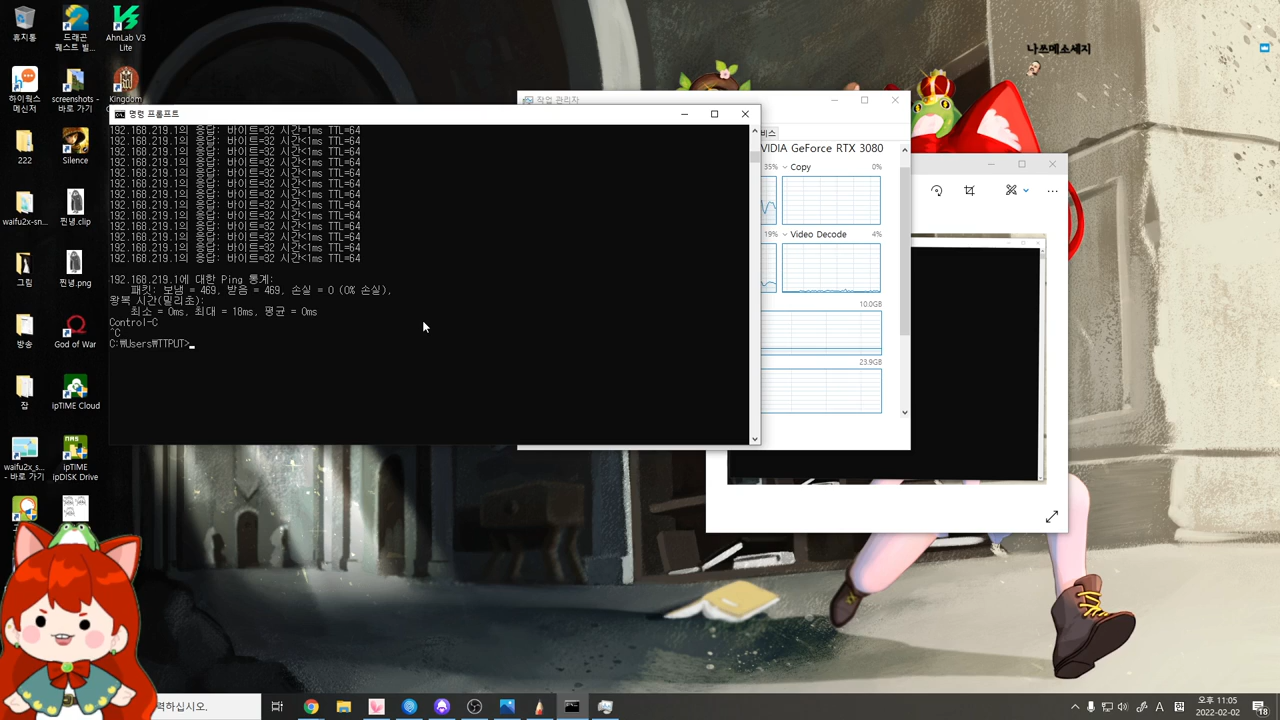 휴지통
드래곤
퀘스트 빌...
AhnLab V3
Lite
하이웍스
메신저
screenshots -
바로 가기
Kingdom
222
Silence
waifu2x-sn...
찐녕.clip
그림
찐녕.png
방송
God of War
잡
ipTIME Cloud
waifu2x_s...
- 바로 가기
ipTIME
ipDISK Drive
나쓰메소세지
명령 프롬프트
192.168.219.1의 응답: 바이트=32 시간=1ms TTL=64
192.168.219.1의 응답: 바이트=32 시간<1ms TTL=64
192.168.219.1의 응답: 바이트=32 시간<1ms TTL=64
192.168.219.1의 응답: 바이트=32 시간<1ms TTL=64
192.168.219.1의 응답: 바이트=32 시간<1ms TTL=64
192.168.219.1의 응답: 바이트=32 시간<1ms TTL=64
192.168.219.1의 응답: 바이트=32 시간<1ms TTL=64
192.168.219.1의 응답: 바이트=32 시간<1ms TTL=64
192.168.219.1의 응답: 바이트=32 시간<1ms TTL=64
192.168.219.1의 응답: 바이트=32 시간<1ms TTL=64
192.168.219.1의 응답: 바이트=32 시간<1ms TTL=64
192.168.219.1의 응답: 바이트=32 시간<1ms TTL=64
192.168.219.1의 응답: 바이트=32 시간<1ms TTL=64
192.168.219.1에 대한 Ping 통계:
패킷: 보냄 = 469, 받음 = 469, 손실 = 0 (0% 손실),
왕복 시간(밀리초):
최소 = 0ms, 최대 = 18ms, 평균 = 0ms
Control-C
^C
C:₩Users₩TTPUT>
작업 관리자
비스
VIDIA GeForce RTX 3080
35%
Copy
0%
19%
Video Decode
4%
10.0GB
23.9GB
력하십시오.
A
오후 11:05
2022-02-02
18